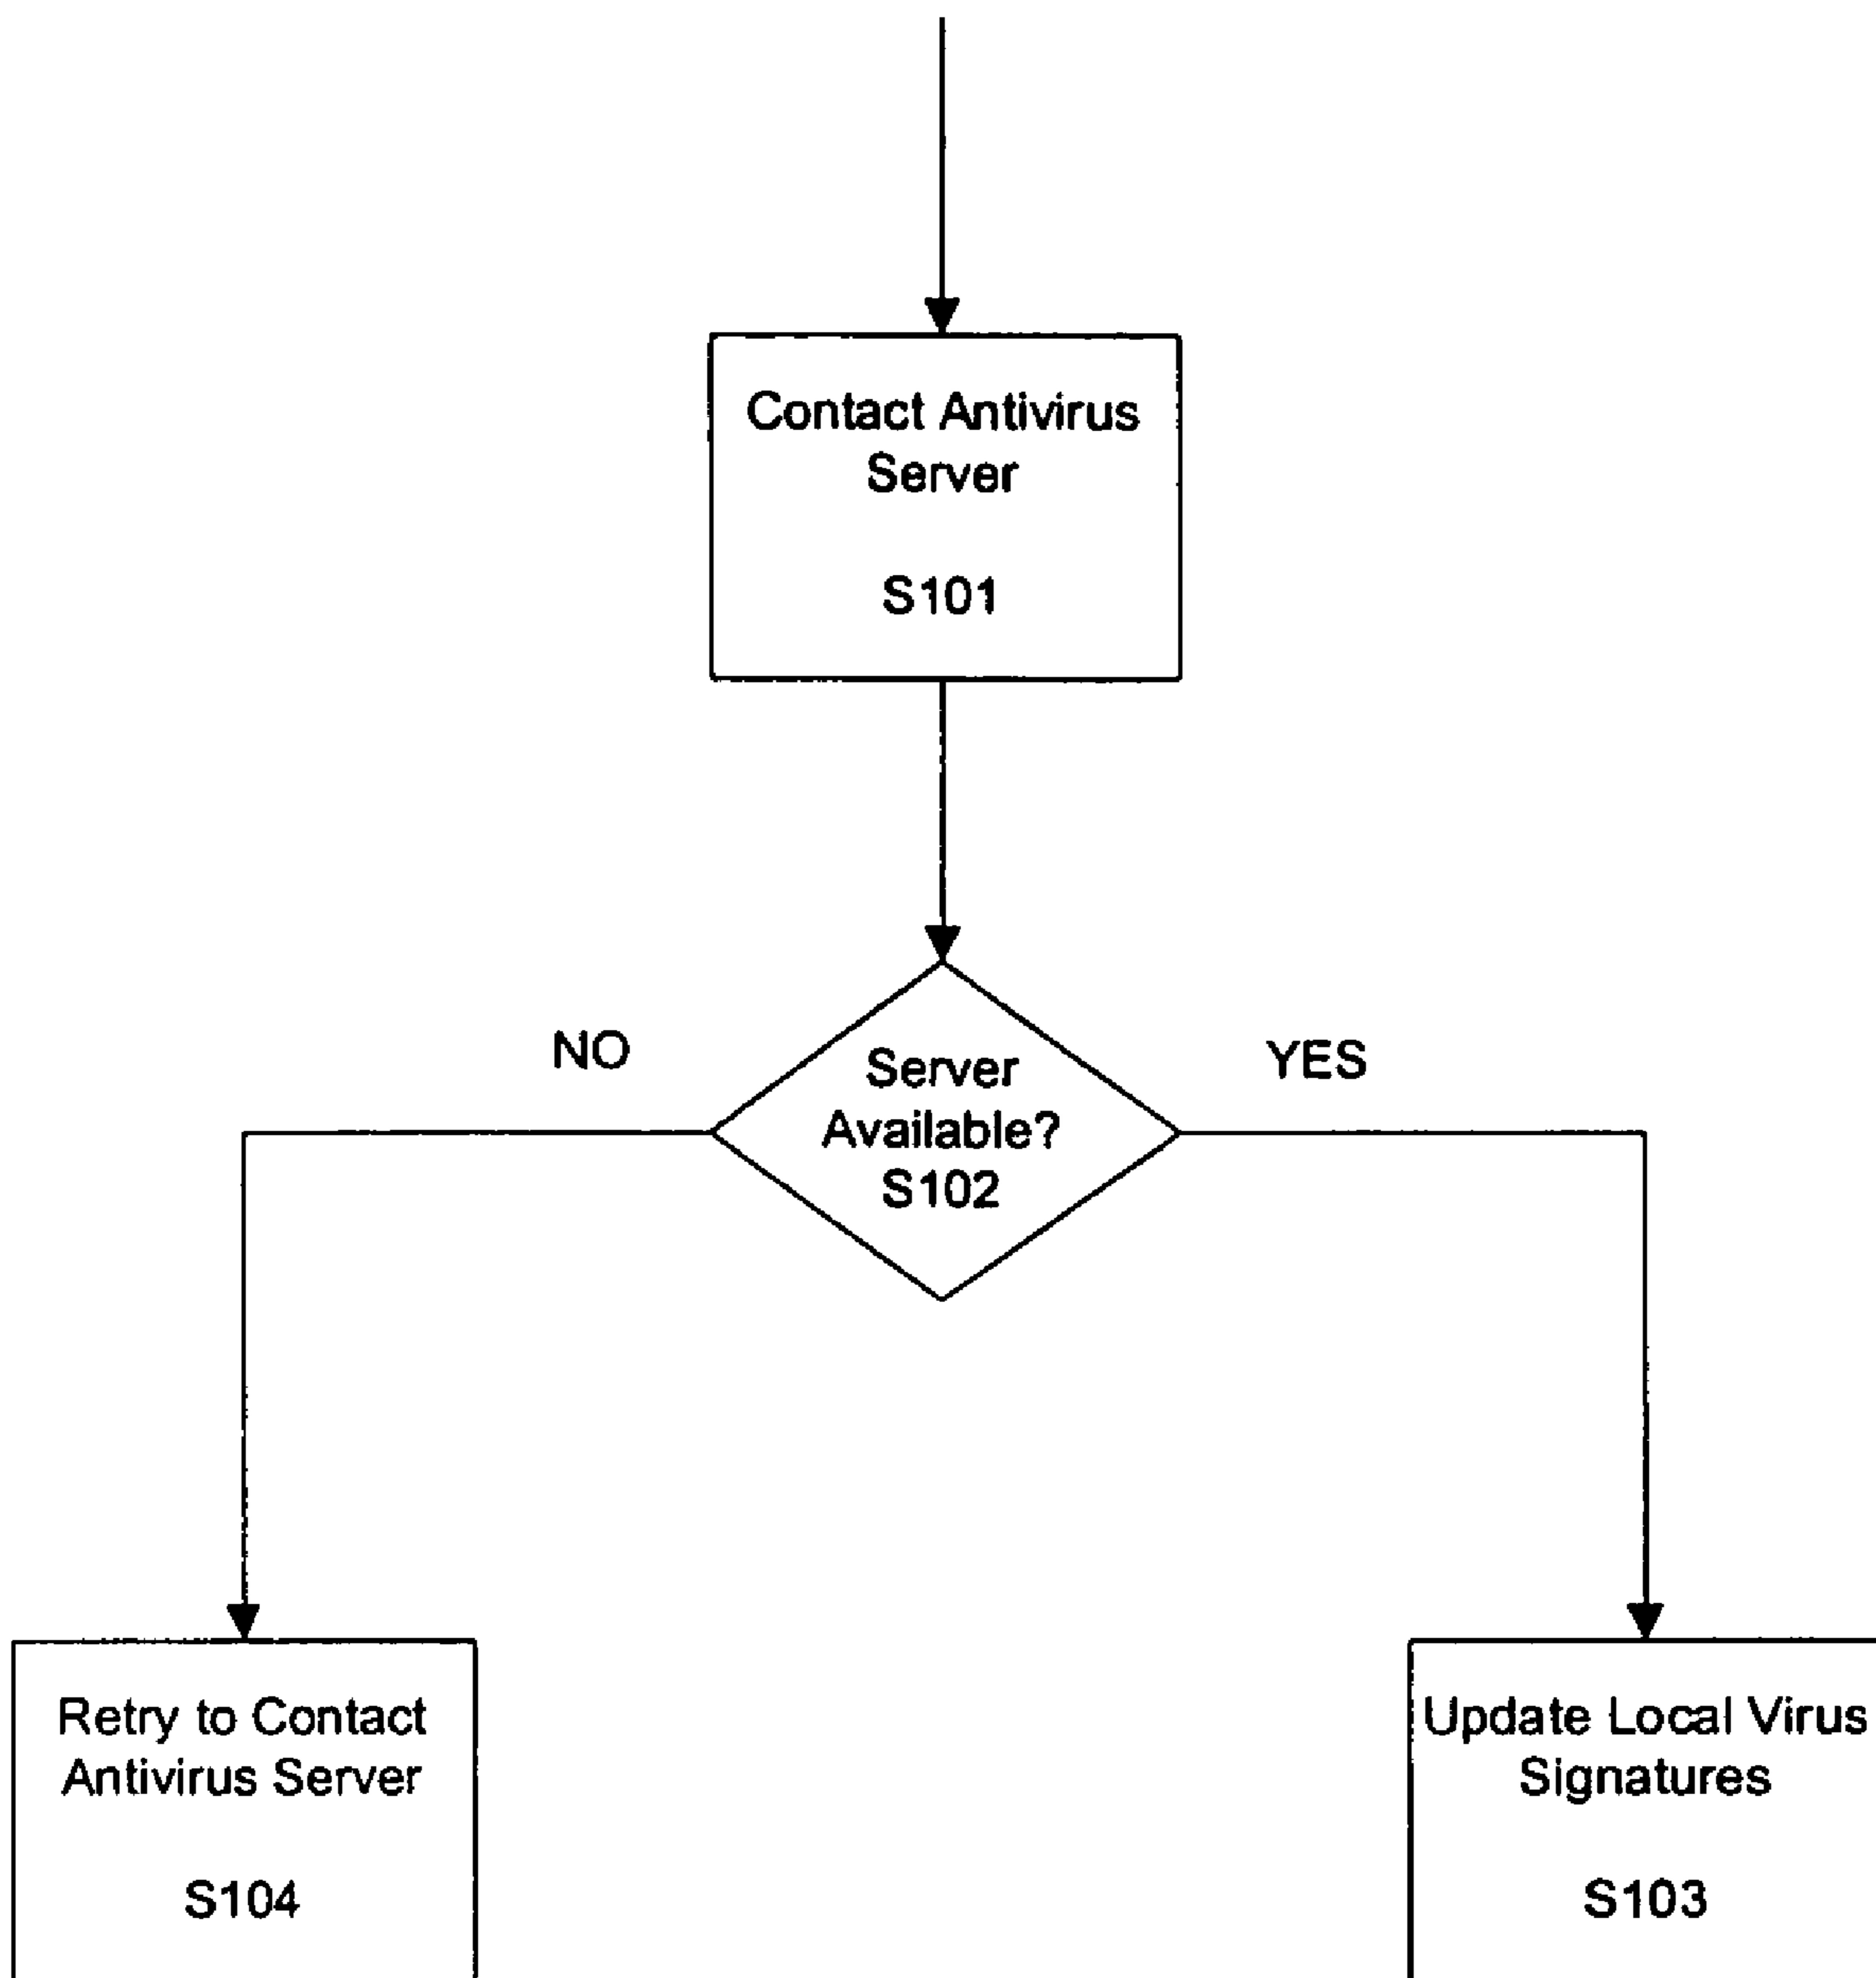 Contact Antivirus
Server
S101
NO
YES
Server
Available?
S102
Retry to Contact
Antivirus Server
S104
Update Local Virus
Signatures
S103